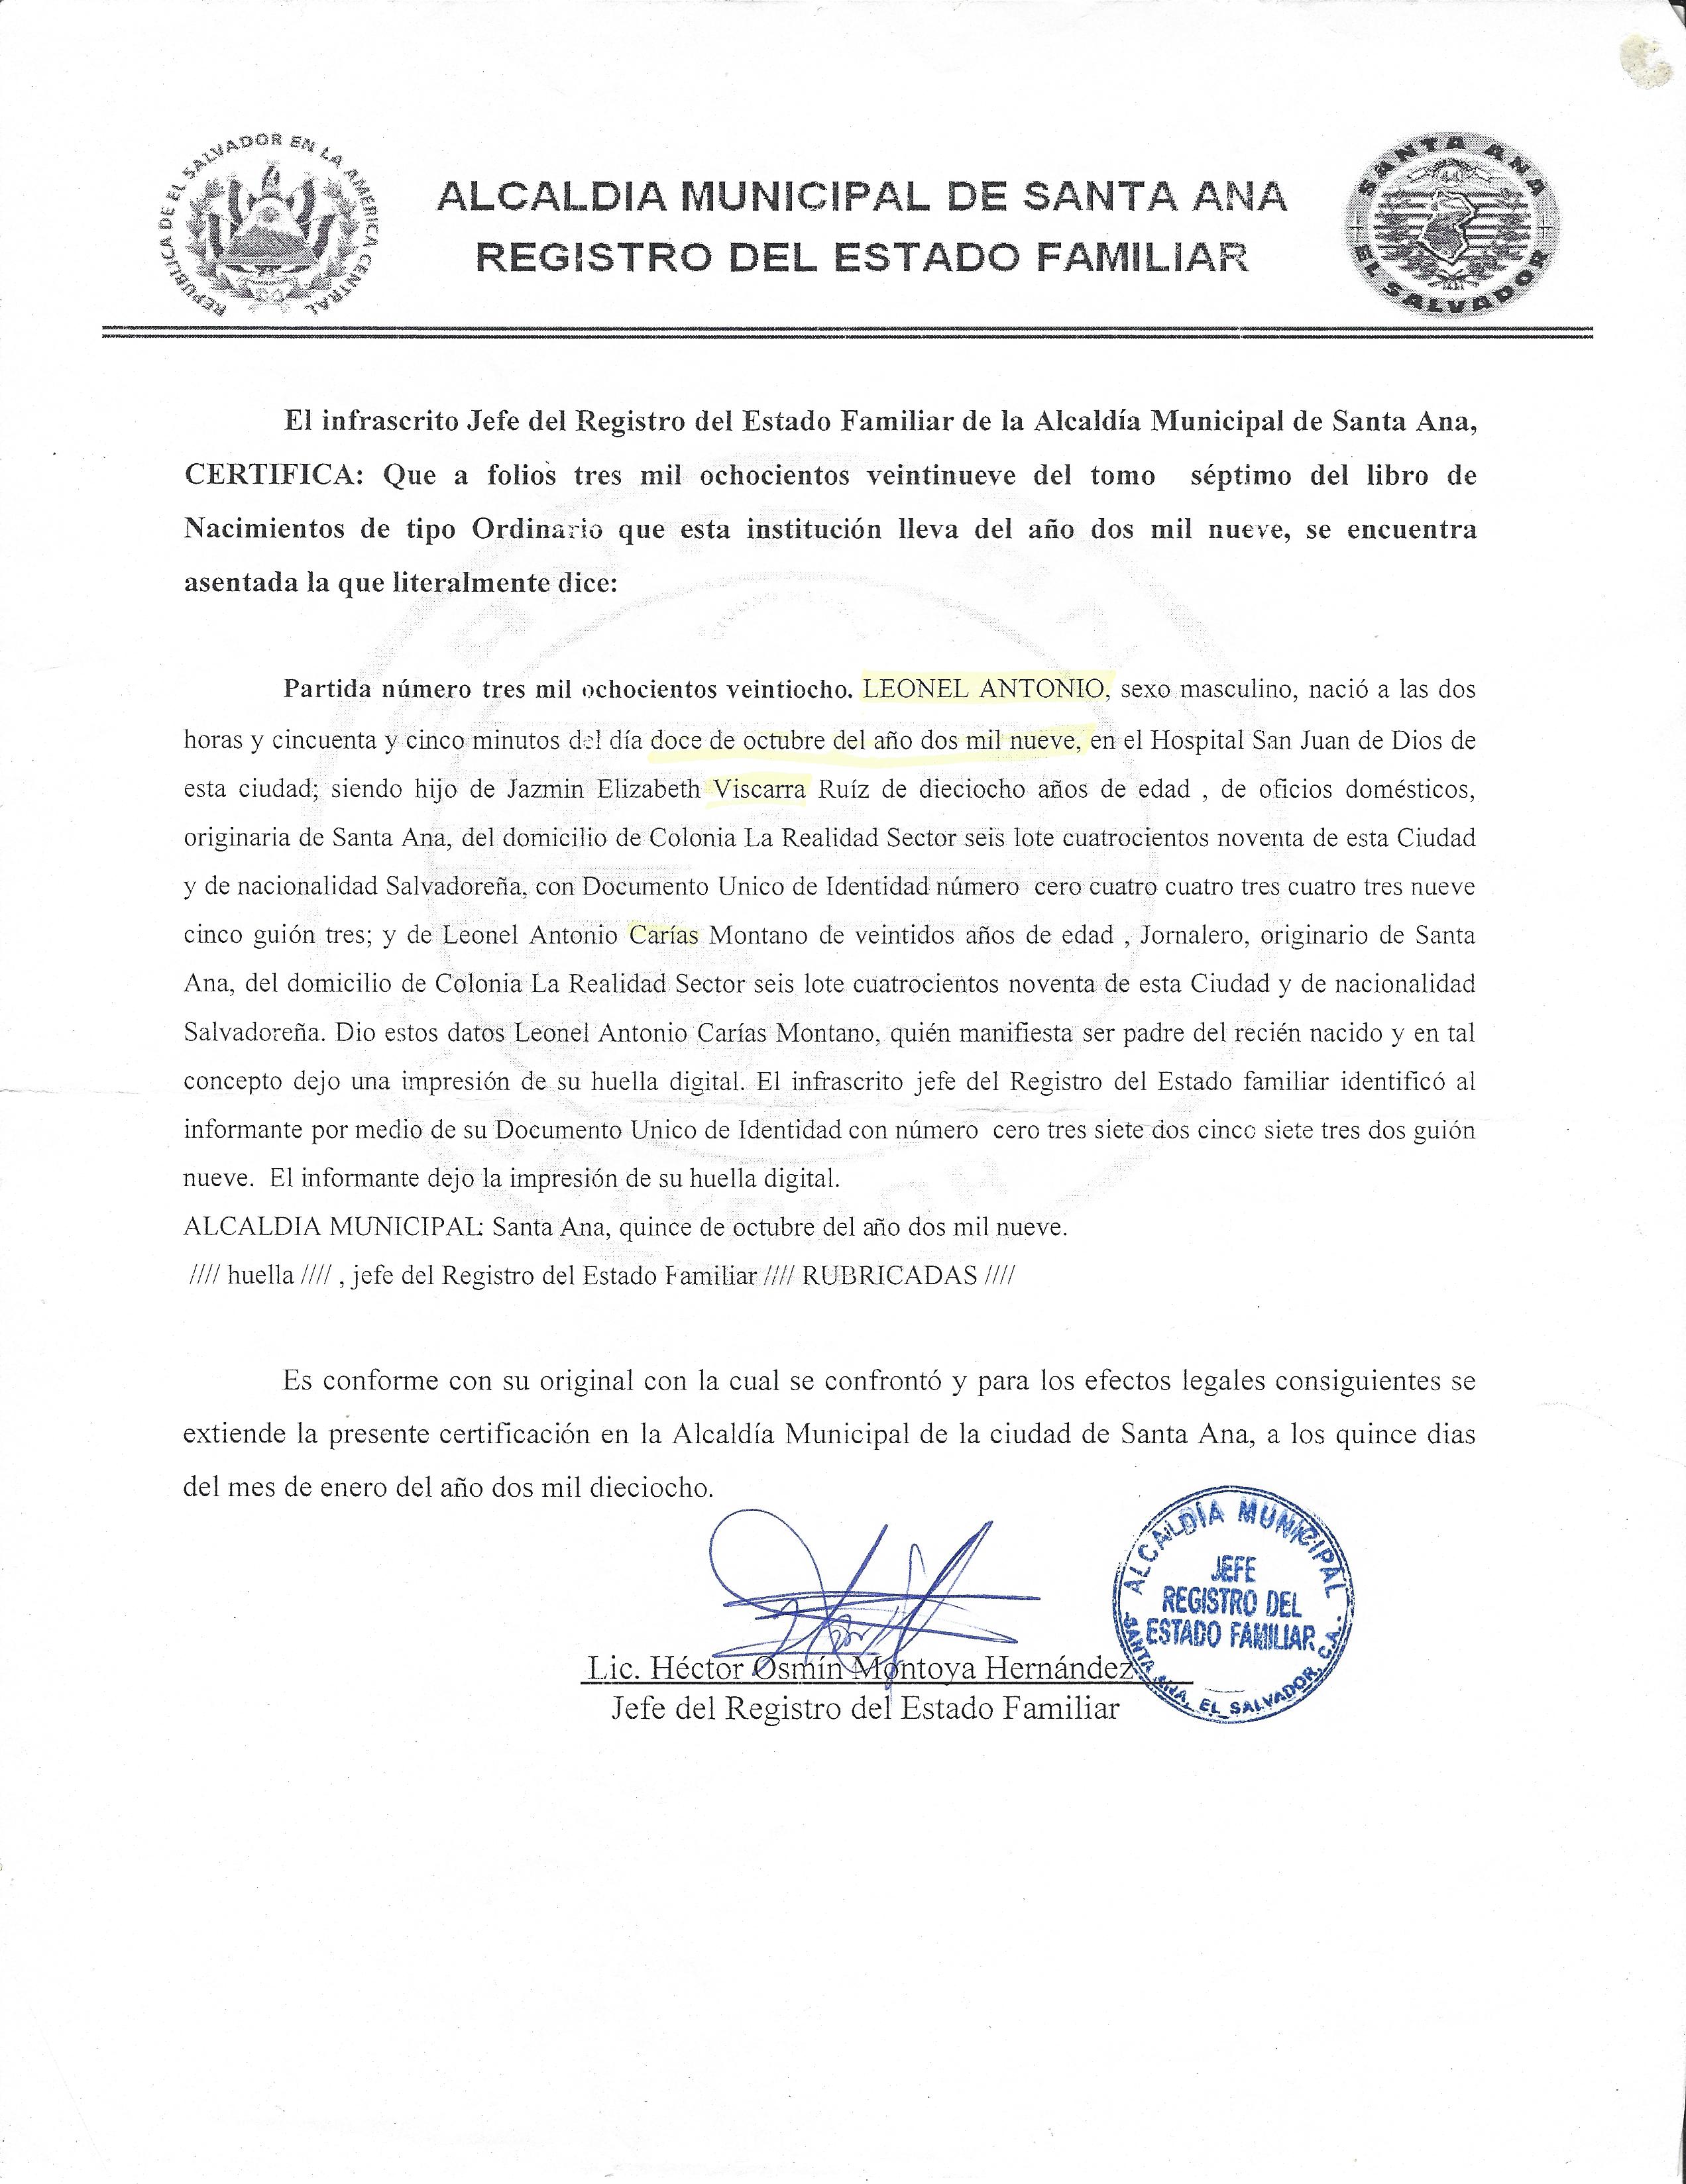 REPUBLICA DE EL SALVADOR EN LA AMERICA CENTRAL
ALCALDIA MUNICIPAL DE SANTA ANA
REGISTRO DEL ESTADO FAMILIAR
SANTA ANA
EL SALVADOR
El infrascrito Jefe del Registro del Estado Familiar de la Alcaldía Municipal de Santa Ana,
CERTIFICA: Que a folios tres mil ochocientos veintinueve del tomo séptimo del libro de
Nacimientos de tipo Ordinario que esta institución lleva del año dos mil nueve, se encuentra
asentada la que literalmente dice:
Partida número tres mil ochocientos veintiocho. LEONEL ANTONIO, sexo masculino, nació a las dos
horas y cincuenta y cinco minutos del día doce de octubre del año dos mil nueve, en el Hospital San Juan de Dios de
esta ciudad; siendo hijo de Jazmin Elizabeth Viscarra Ruíz de dieciocho años de edad , de oficios domésticos,
originaria de Santa Ana, del domicilio de Colonia La Realidad Sector seis lote cuatrocientos noventa de esta Ciudad
y de nacionalidad Salvadoreña, con Documento Unico de Identidad número cero cuatro cuatro tres cuatro tres nueve
cinco guión tres; y de Leonel Antonio Carías Montano de veintidos años de edad , Jornalero, originario de Santa
Ana, del domicilio de Colonia La Realidad Sector seis lote cuatrocientos noventa de esta Ciudad y de nacionalidad
Salvadoreña. Dio estos datos Leonel Antonio Carías Montano, quién manifiesta ser padre del recién nacido y en tal
concepto dejo una impresión de su huella digital. El infrascrito jefe del Registro del Estado familiar identificó al
informante por medio de su Documento Unico de Identidad con número cero tres siete dos cinco siete tres dos guión
nueve. El informante dejo la impresión de su huella digital.
ALCALDIA MUNICIPAL: Santa Ana, quince de octubre del año dos mil nueve.
//// huella //// , jefe del Registro del Estado Familiar //// RUBRICADAS ////
Es conforme con su original con la cual se confrontó y para los efectos legales consiguientes se
extiende la presente certificación en la Alcaldía Municipal de la ciudad de Santa Ana, a los quince dias
del mes de enero del año dos mil dieciocho.
Lic. Héctor Osmín Montoya Hernández
Jefe del Registro del Estado Familiar
ALCALDIA MUNICIPAL
JEFE
REGISTRO DEL
ESTADO FAMILIAR
SANTA ANA, EL SALVADOR, C.A.